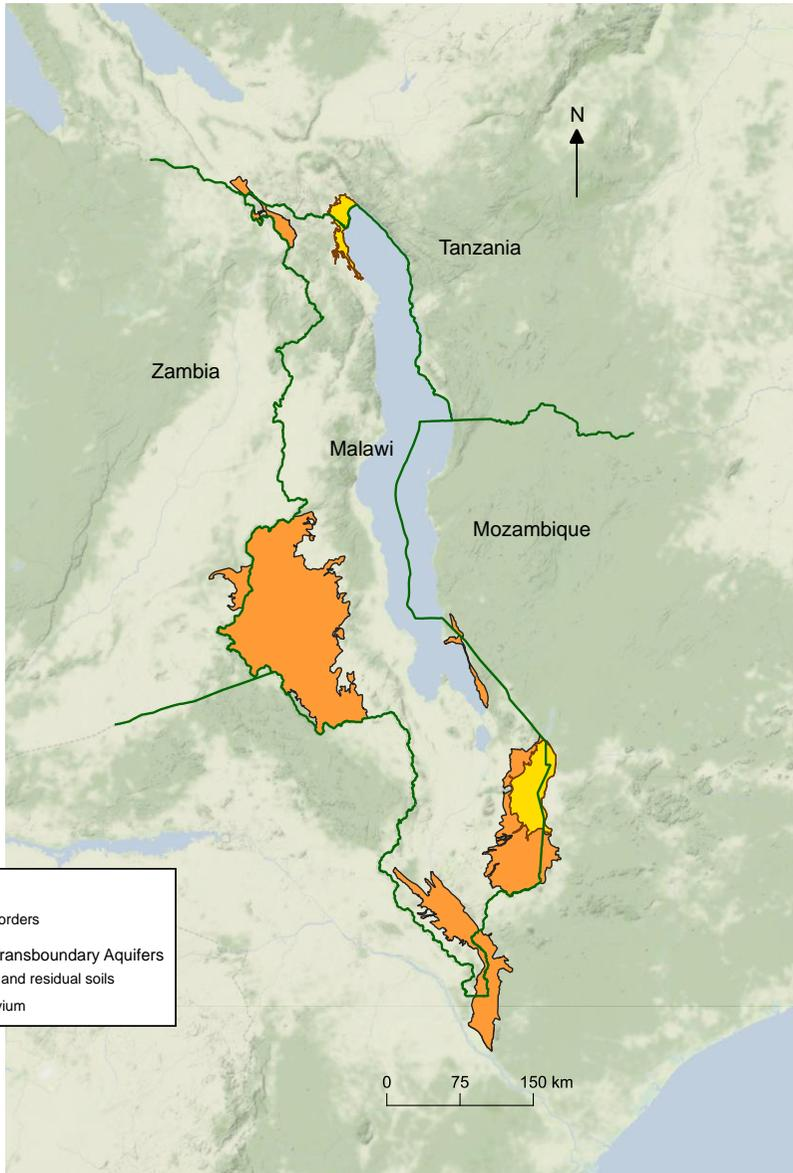 N
Tanzania
Zambia
Malawi
Mozambique
orders
ransboundary Aquifers
and residual soils
vium
0 75 150 km